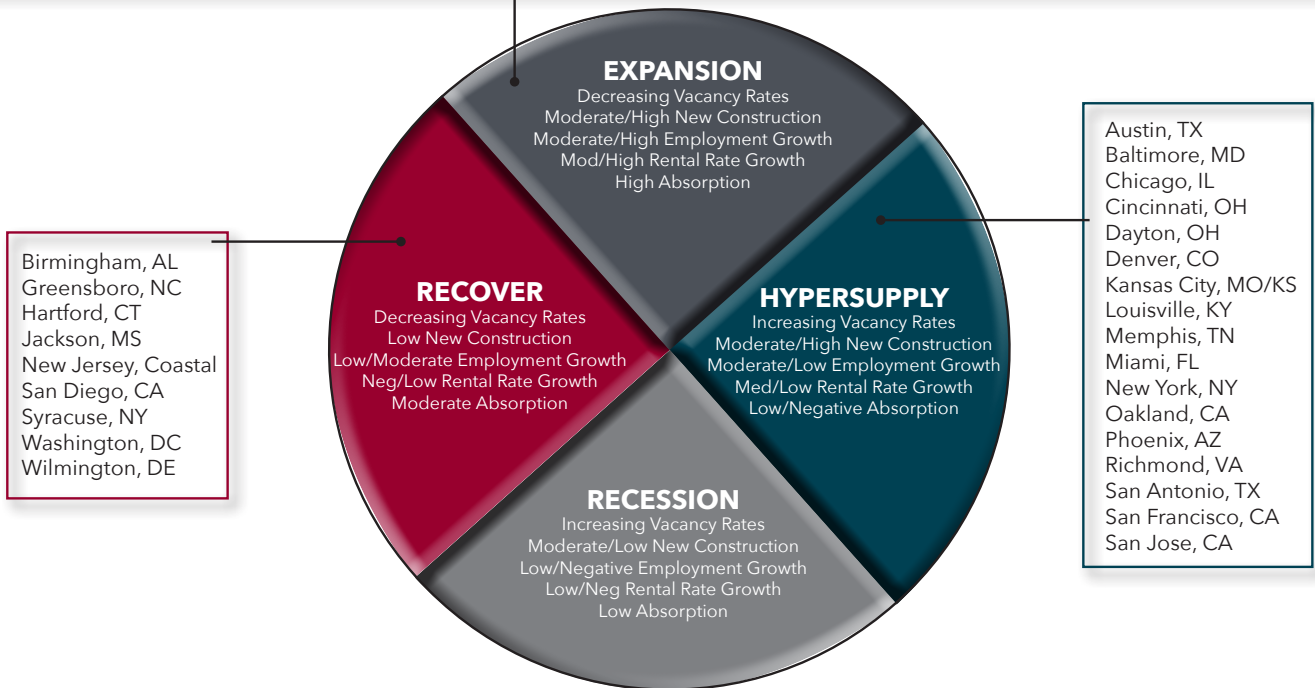 EXPANSION
Decreasing Vacancy Rates
Moderate/High New Construction
Moderate/High Employment Growth
Mod/High Rental Rate Growth
High Absorption
Birmingham, AL
Greensboro, NC
Hartford, CT
Jackson, MS
New Jersey, Coastal
San Diego, CA
Syracuse, NY
Washington, DC
Wilmington, DE
RECOVER
Decreasing Vacancy Rates
Low New Construction
Low/Moderate Employment Growth
Neg/Low Rental Rate Growth
Moderate Absorption
HYPERSUPPLY
Increasing Vacancy Rates
Moderate/High New Construction
Moderate/Low Employment Growth
Med/Low Rental Rate Growth
Low/Negative Absorption
Austin, TX
Baltimore, MD
Chicago, IL
Cincinnati, OH
Dayton, OH
Denver, CO
Kansas City, MO/KS
Louisville, KY
Memphis, TN
Miami, FL
New York, NY
Oakland, CA
Phoenix, AZ
Richmond, VA
San Antonio, TX
San Francisco, CA
San Jose, CA
RECESSION
Increasing Vacancy Rates
Moderate/Low New Construction
Low/Negative Employment Growth
Low/Neg Rental Rate Growth
Low Absorption